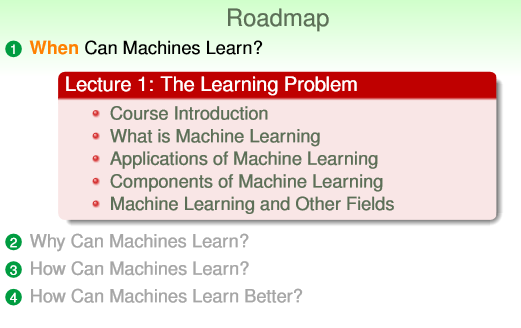 Roadmap
1 When Can Machines Learn?
Lecture 1: The Learning Problem
Course Introduction
What is Machine Learning
Applications of Machine Learning
Components of Machine Learning
Machine Learning and Other Fields
2 Why Can Machines Learn?
3 How Can Machines Learn?
4 How Can Machines Learn Better?